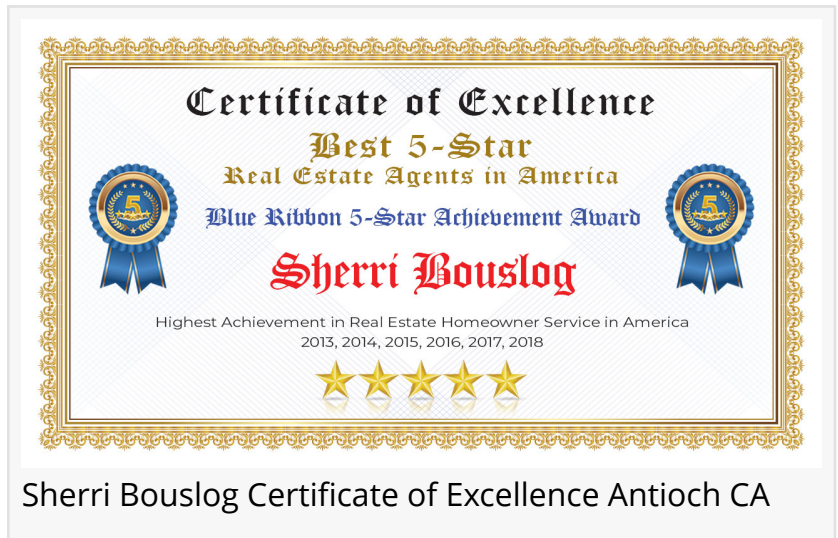 Certificate of Excellence
Best 5-Star
Real Estate Agents in America
Blue Ribbon 5-Star Achievement Award
5
5
Sherri Bouslog
Highest Achievement in Real Estate Homeowner Service in America
2013, 2014, 2015, 2016, 2017, 2018
Sherri Bouslog Certificate of Excellence Antioch CA